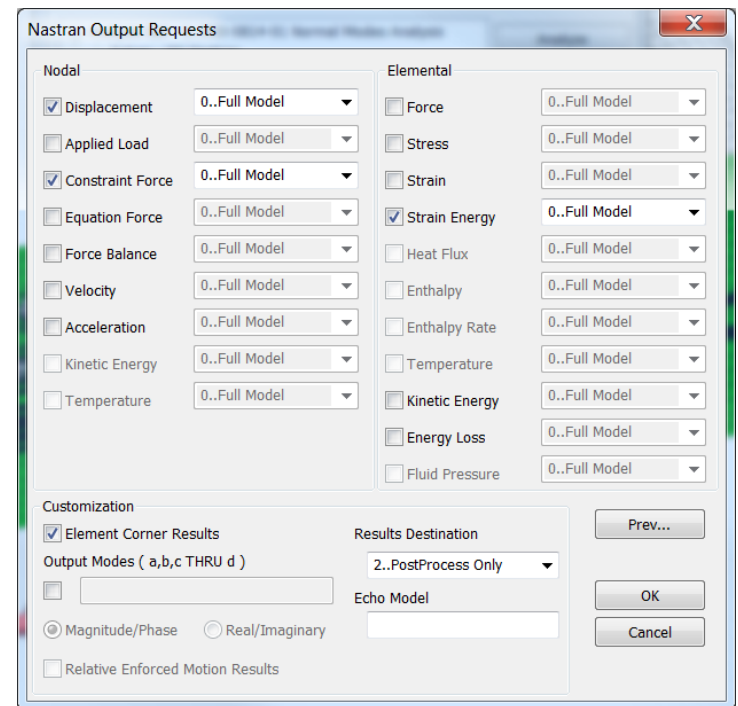 Nastran Output Requests
Nodal
Displacement 0..Full Model
Applied Load 0..Full Model
Constraint Force 0..Full Model
Equation Force 0..Full Model
Force Balance 0..Full Model
Velocity 0..Full Model
Acceleration 0..Full Model
Kinetic Energy 0..Full Model
Temperature 0..Full Model
Elemental
Force 0..Full Model
Stress 0..Full Model
Strain 0..Full Model
Strain Energy 0..Full Model
Heat Flux 0..Full Model
Enthalpy 0..Full Model
Enthalpy Rate 0..Full Model
Temperature 0..Full Model
Kinetic Energy 0..Full Model
Energy Loss 0..Full Model
Fluid Pressure 0..Full Model
Customization
Element Corner Results
Output Modes ( a,b,c THRU d )
Magnitude/Phase Real/Imaginary
Relative Enforced Motion Results
Results Destination
2..PostProcess Only
Echo Model
Prev...
OK
Cancel